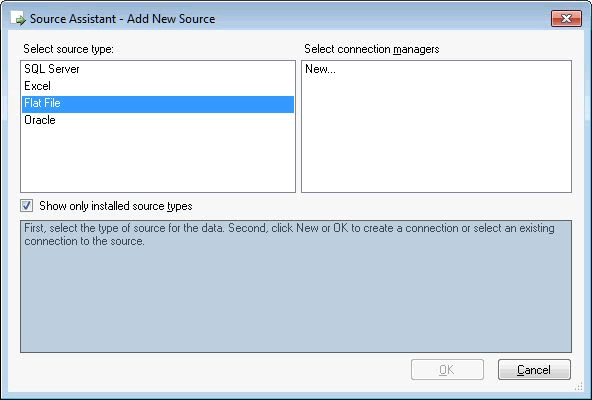 Source Assistant - Add New Source
Select source type:
Select connection managers
SQL Server
Excel
Flat File
Oracle
New...
Show only installed source types
First, select the type of source for the data. Second, click New or OK to create a connection or select an existing
connection to the source.
OK
Cancel